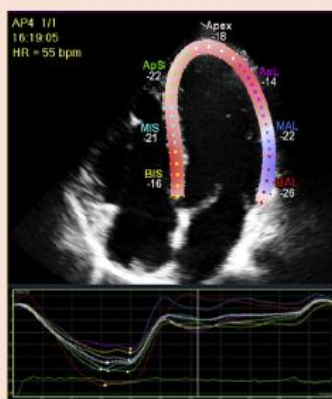 AP4 1/1
16:19:05
HR = 55 bpm
Apex
-18
ApS
-22
ApL
-14
MIS
-21
MAL
-22
BIS
-16
BAL
-26